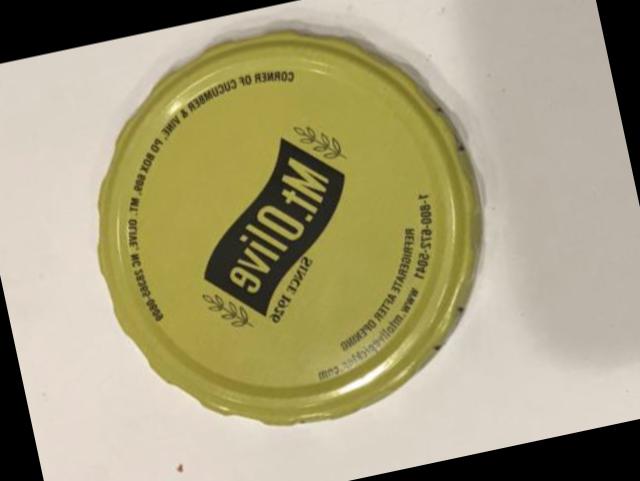 CORNER OF CUCUMBER & VINE, PO BOX 609, MT. OLIVE, NC 28365-0609
Mt. Olive
SINCE 1926
REFRIGERATE AFTER OPENING
1-800-672-5041 www.mtolivepickles.com